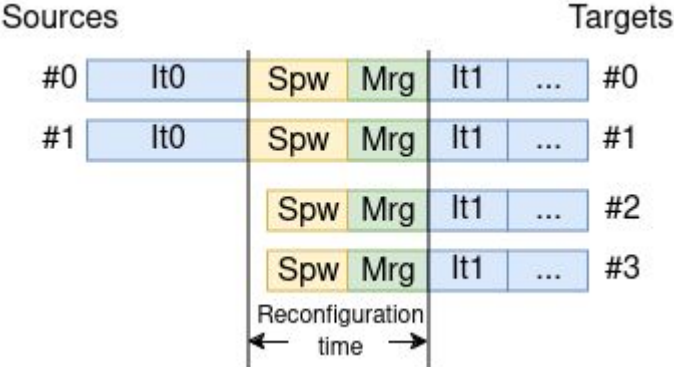 Sources Targets
#0 It0 Spw Mrg It1 ... #0
#1 It0 Spw Mrg It1 ... #1
Spw Mrg It1 ... #2
Spw Mrg It1 ... #3
Reconfiguration
time